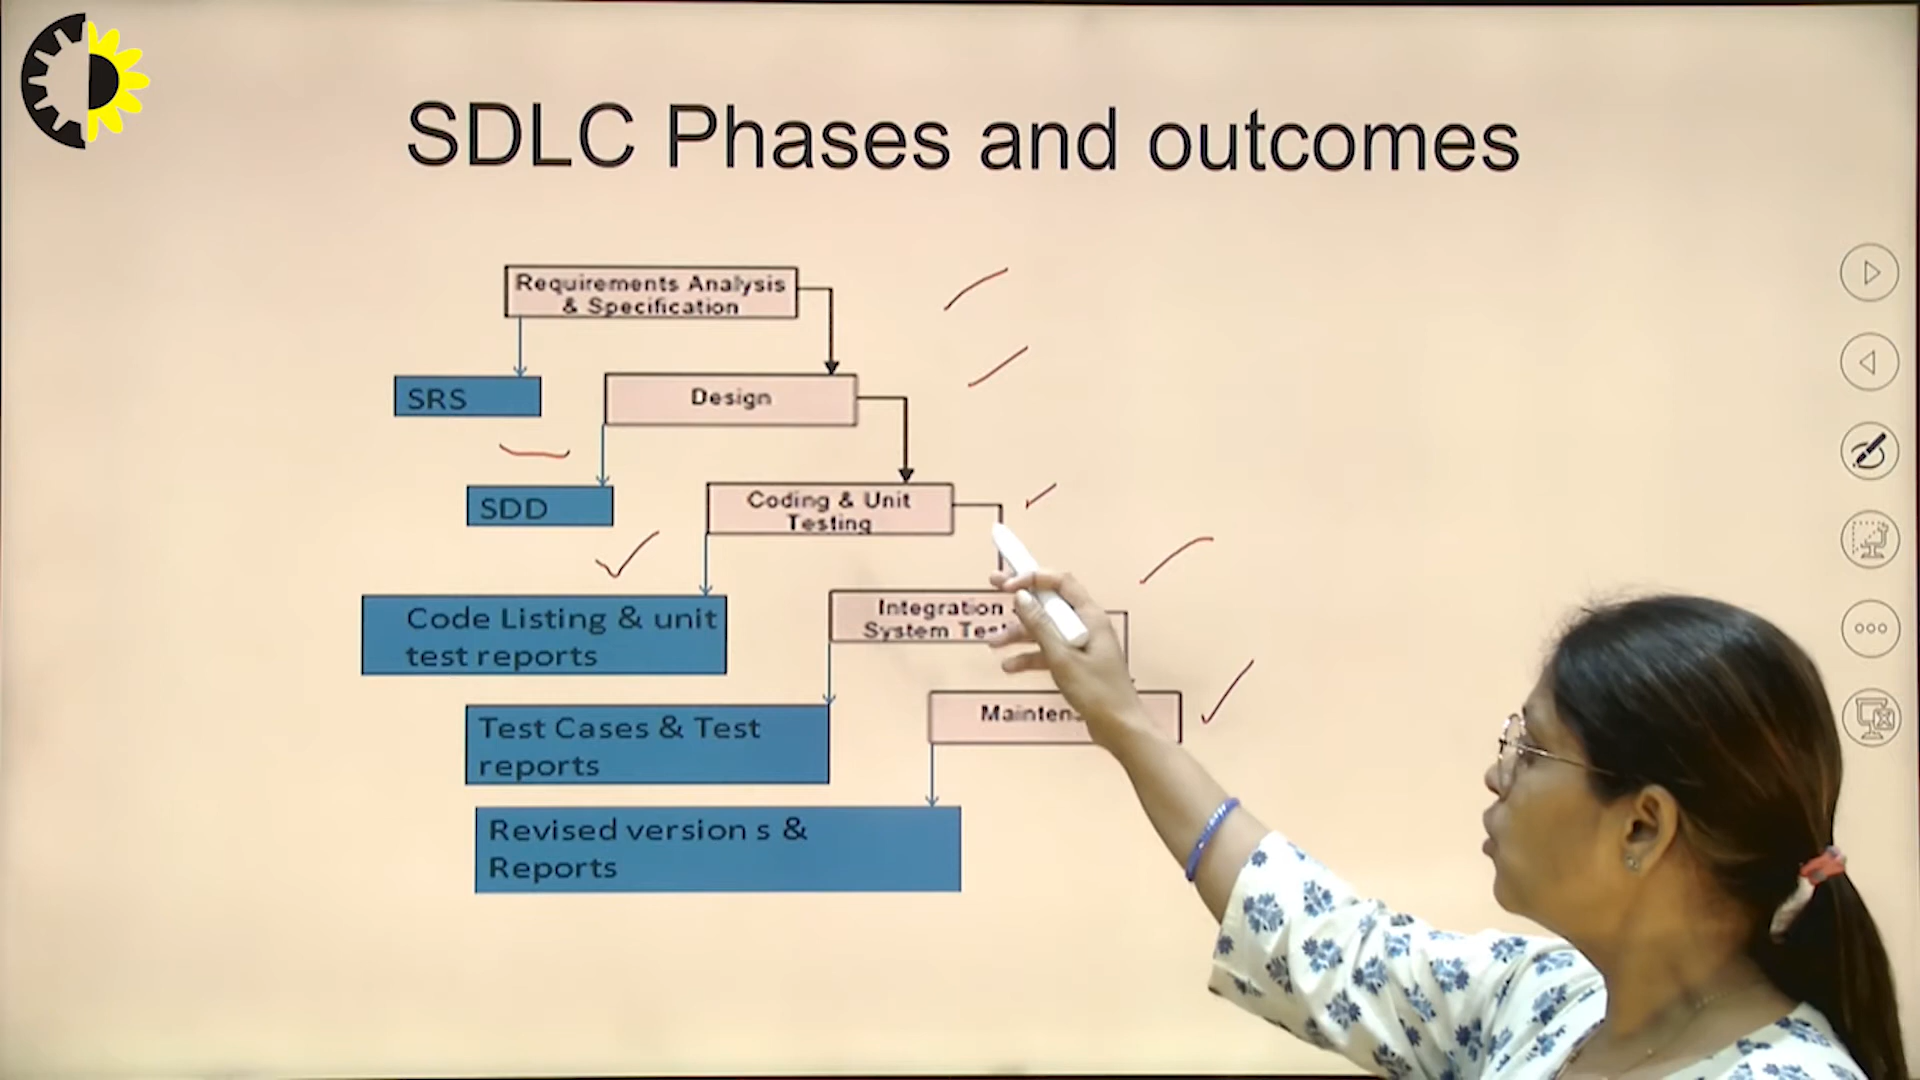 SDLC Phases and outcomes
Requirements Analysis
& Specification
SRS
Design
SDD
Coding & Unit
Testing
Code Listing & unit
test reports
Integration
System
Test Cases & Test
reports
Revised version s &
Reports